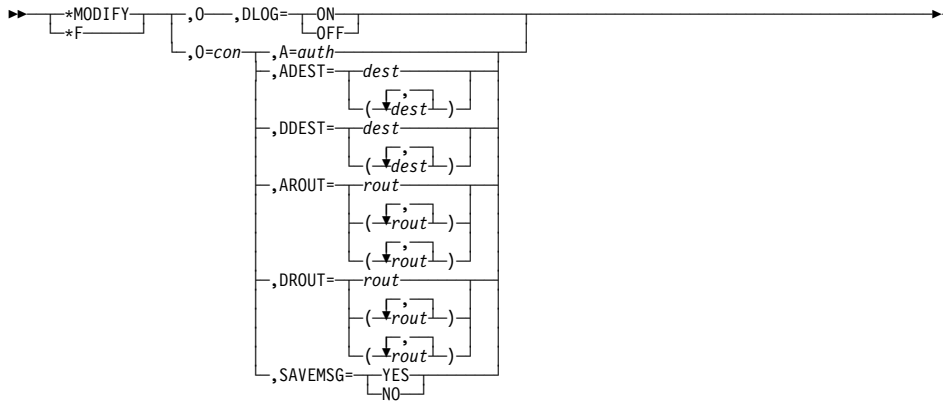 *MODIFY ,O ,DLOG= ON
*F OFF
,O=con ,A=auth
,ADEST= dest
,
( dest )
,DDEST= dest
,
( dest )
,AROUT= rout
,
( rout )
,
( rout )
,DROUT= rout
,
( rout )
,
( rout )
,SAVEMSG= YES
NO